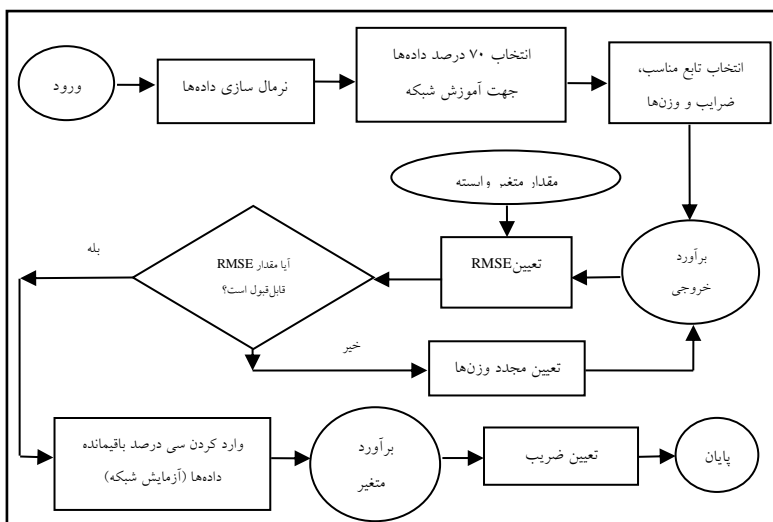 ورود
نرمال سازی داده‌ها
انتخاب ۷۰ درصد داده‌ها
جهت آموزش شبکه
انتخاب تابع مناسب،
ضرایب و وزن‌ها
مقدار متغیر وابسته
برآورد
خروجی
تعیین RMSE
آیا مقدار RMSE
قابل‌قبول است؟
بله
خیر
تعیین مجدد وزن‌ها
وارد کردن سی درصد باقیمانده
داده‌ها (آزمایش شبکه)
برآورد
متغیر
تعیین ضریب
پایان